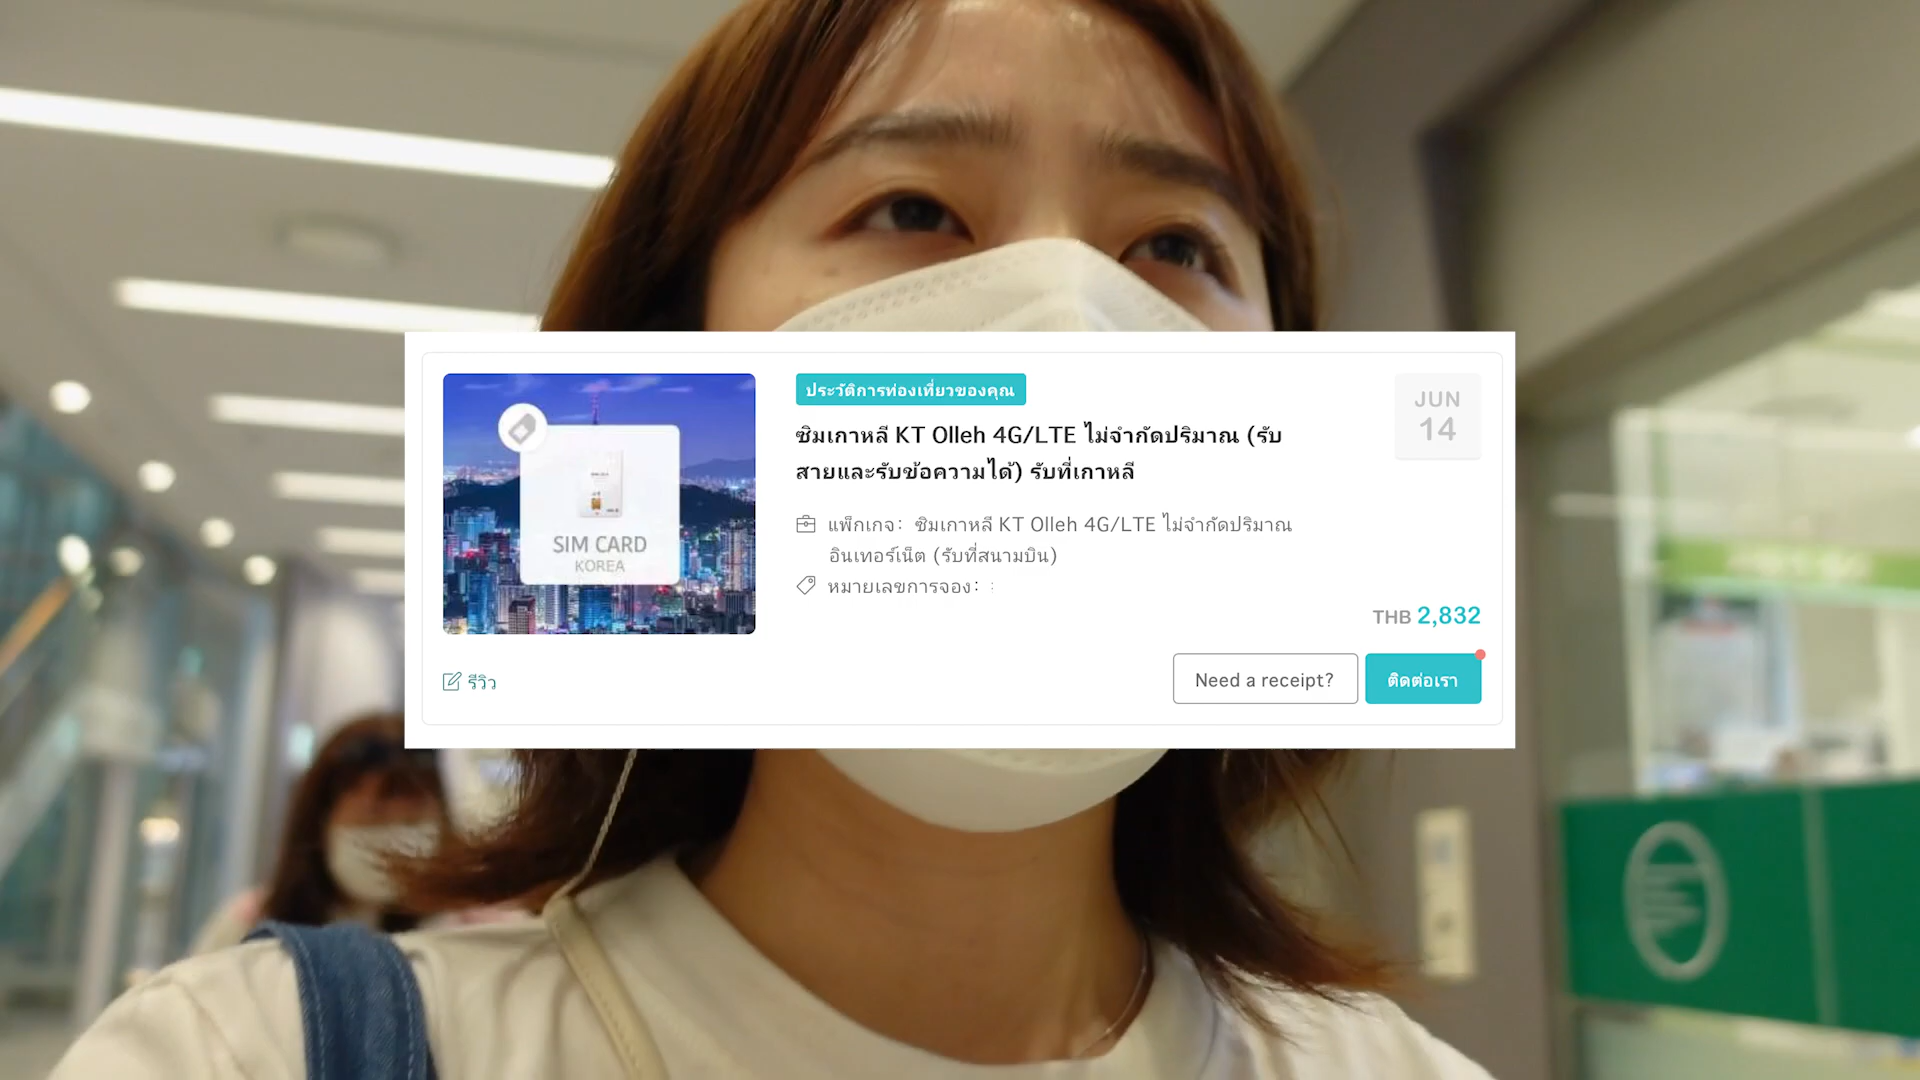 ประวัติการท่องเที่ยวของคุณ
JUN
14
ซิมเกาหลี KT Olleh 4G/LTE ไม่จำกัดปริมาณ (รับ
สายและรับข้อความได้) รับที่เกาหลี
SIM CARD
KOREA
แพ็กเกจ: ซิมเกาหลี KT Olleh 4G/LTE ไม่จำกัดปริมาณ
อินเทอร์เน็ต (รับที่สนามบิน)
หมายเลขการจอง:
THB 2,832
รีวิว
Need a receipt?
ติดต่อเรา